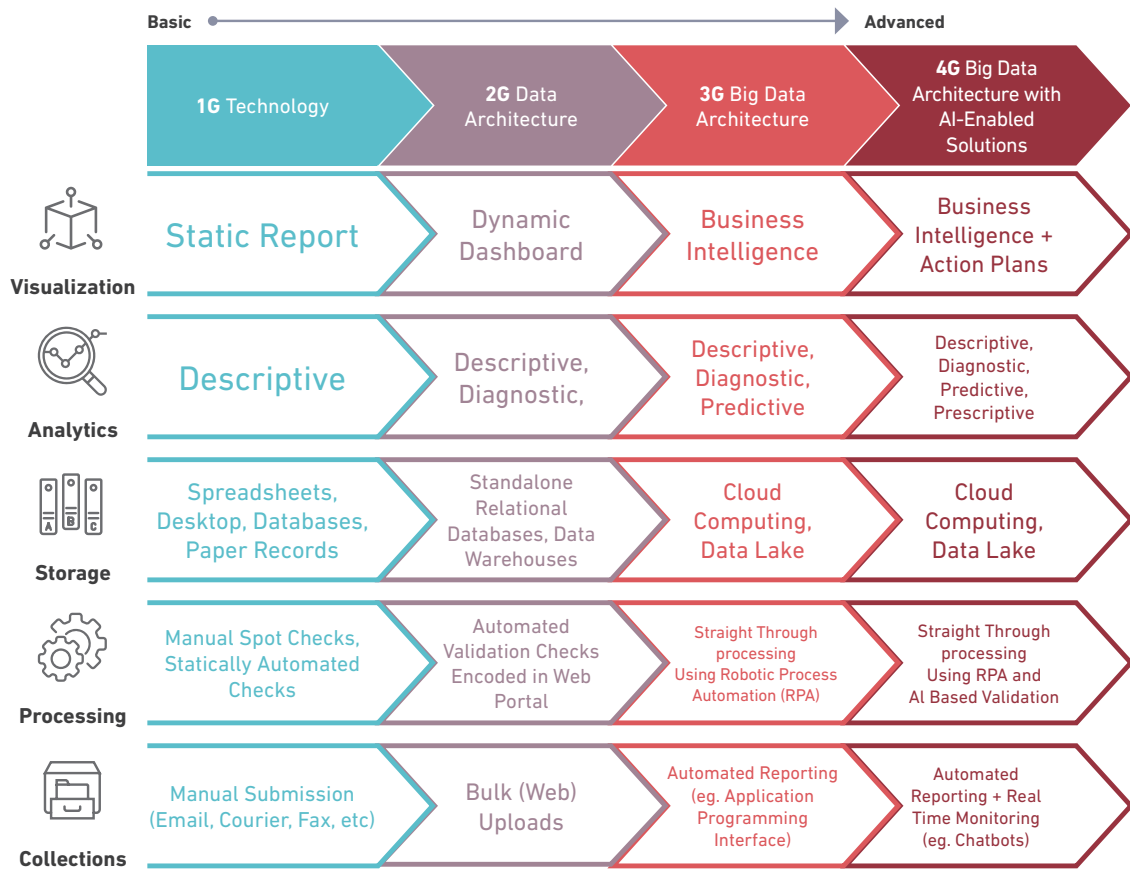 Basic
Advanced
1G Technology
2G Data
Architecture
3G Big Data
Architecture
4G Big Data
Architecture with
AI-Enabled
Solutions
Visualization
Static Report
Dynamic
Dashboard
Business
Intelligence
Business
Intelligence +
Action Plans
Analytics
Descriptive
Descriptive,
Diagnostic,
Descriptive,
Diagnostic,
Predictive
Descriptive,
Diagnostic,
Predictive,
Prescriptive
A
B
C
Storage
Spreadsheets,
Desktop, Databases,
Paper Records
Standalone
Relational
Databases, Data
Warehouses
Cloud
Computing,
Data Lake
Cloud
Computing,
Data Lake
Processing
Manual Spot Checks,
Statically Automated
Checks
Automated
Validation Checks
Encoded in Web
Portal
Straight Through
processing
Using Robotic Process
Automation (RPA)
Straight Through
processing
Using RPA and
AI Based Validation
Collections
Manual Submission
(Email, Courier, Fax, etc)
Bulk (Web)
Uploads
Automated Reporting
(eg. Application
Programming
Interface)
Automated
Reporting + Real
Time Monitoring
(eg. Chatbots)